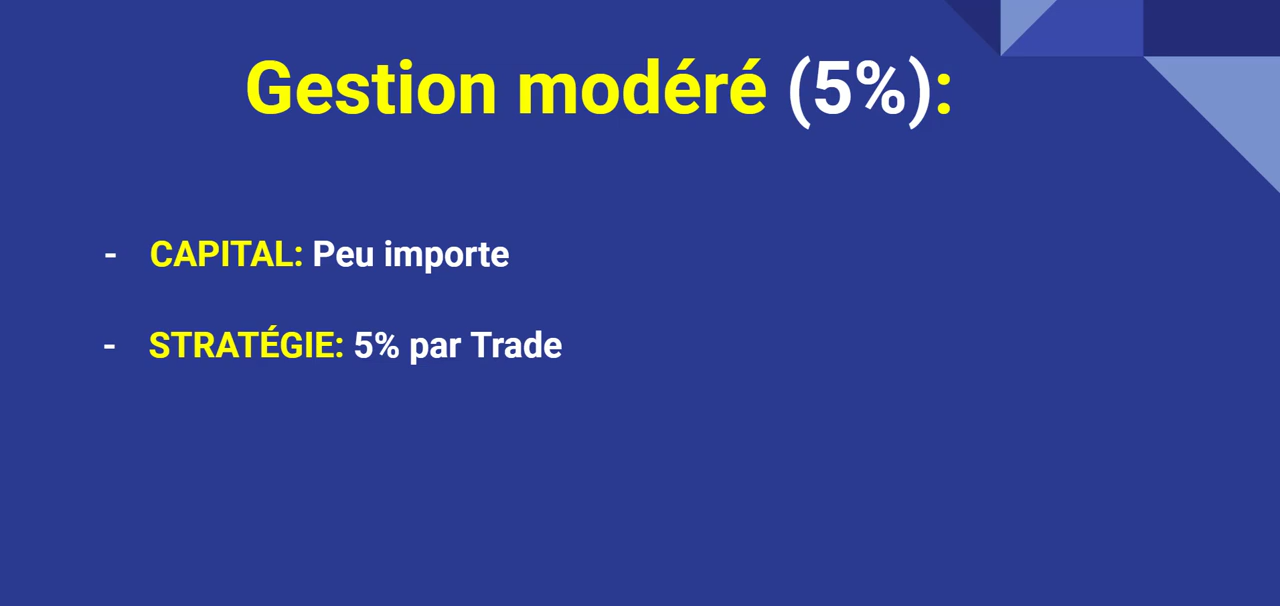 Gestion modéré (5%):
- CAPITAL: Peu importe
- STRATÉGIE: 5% par Trade